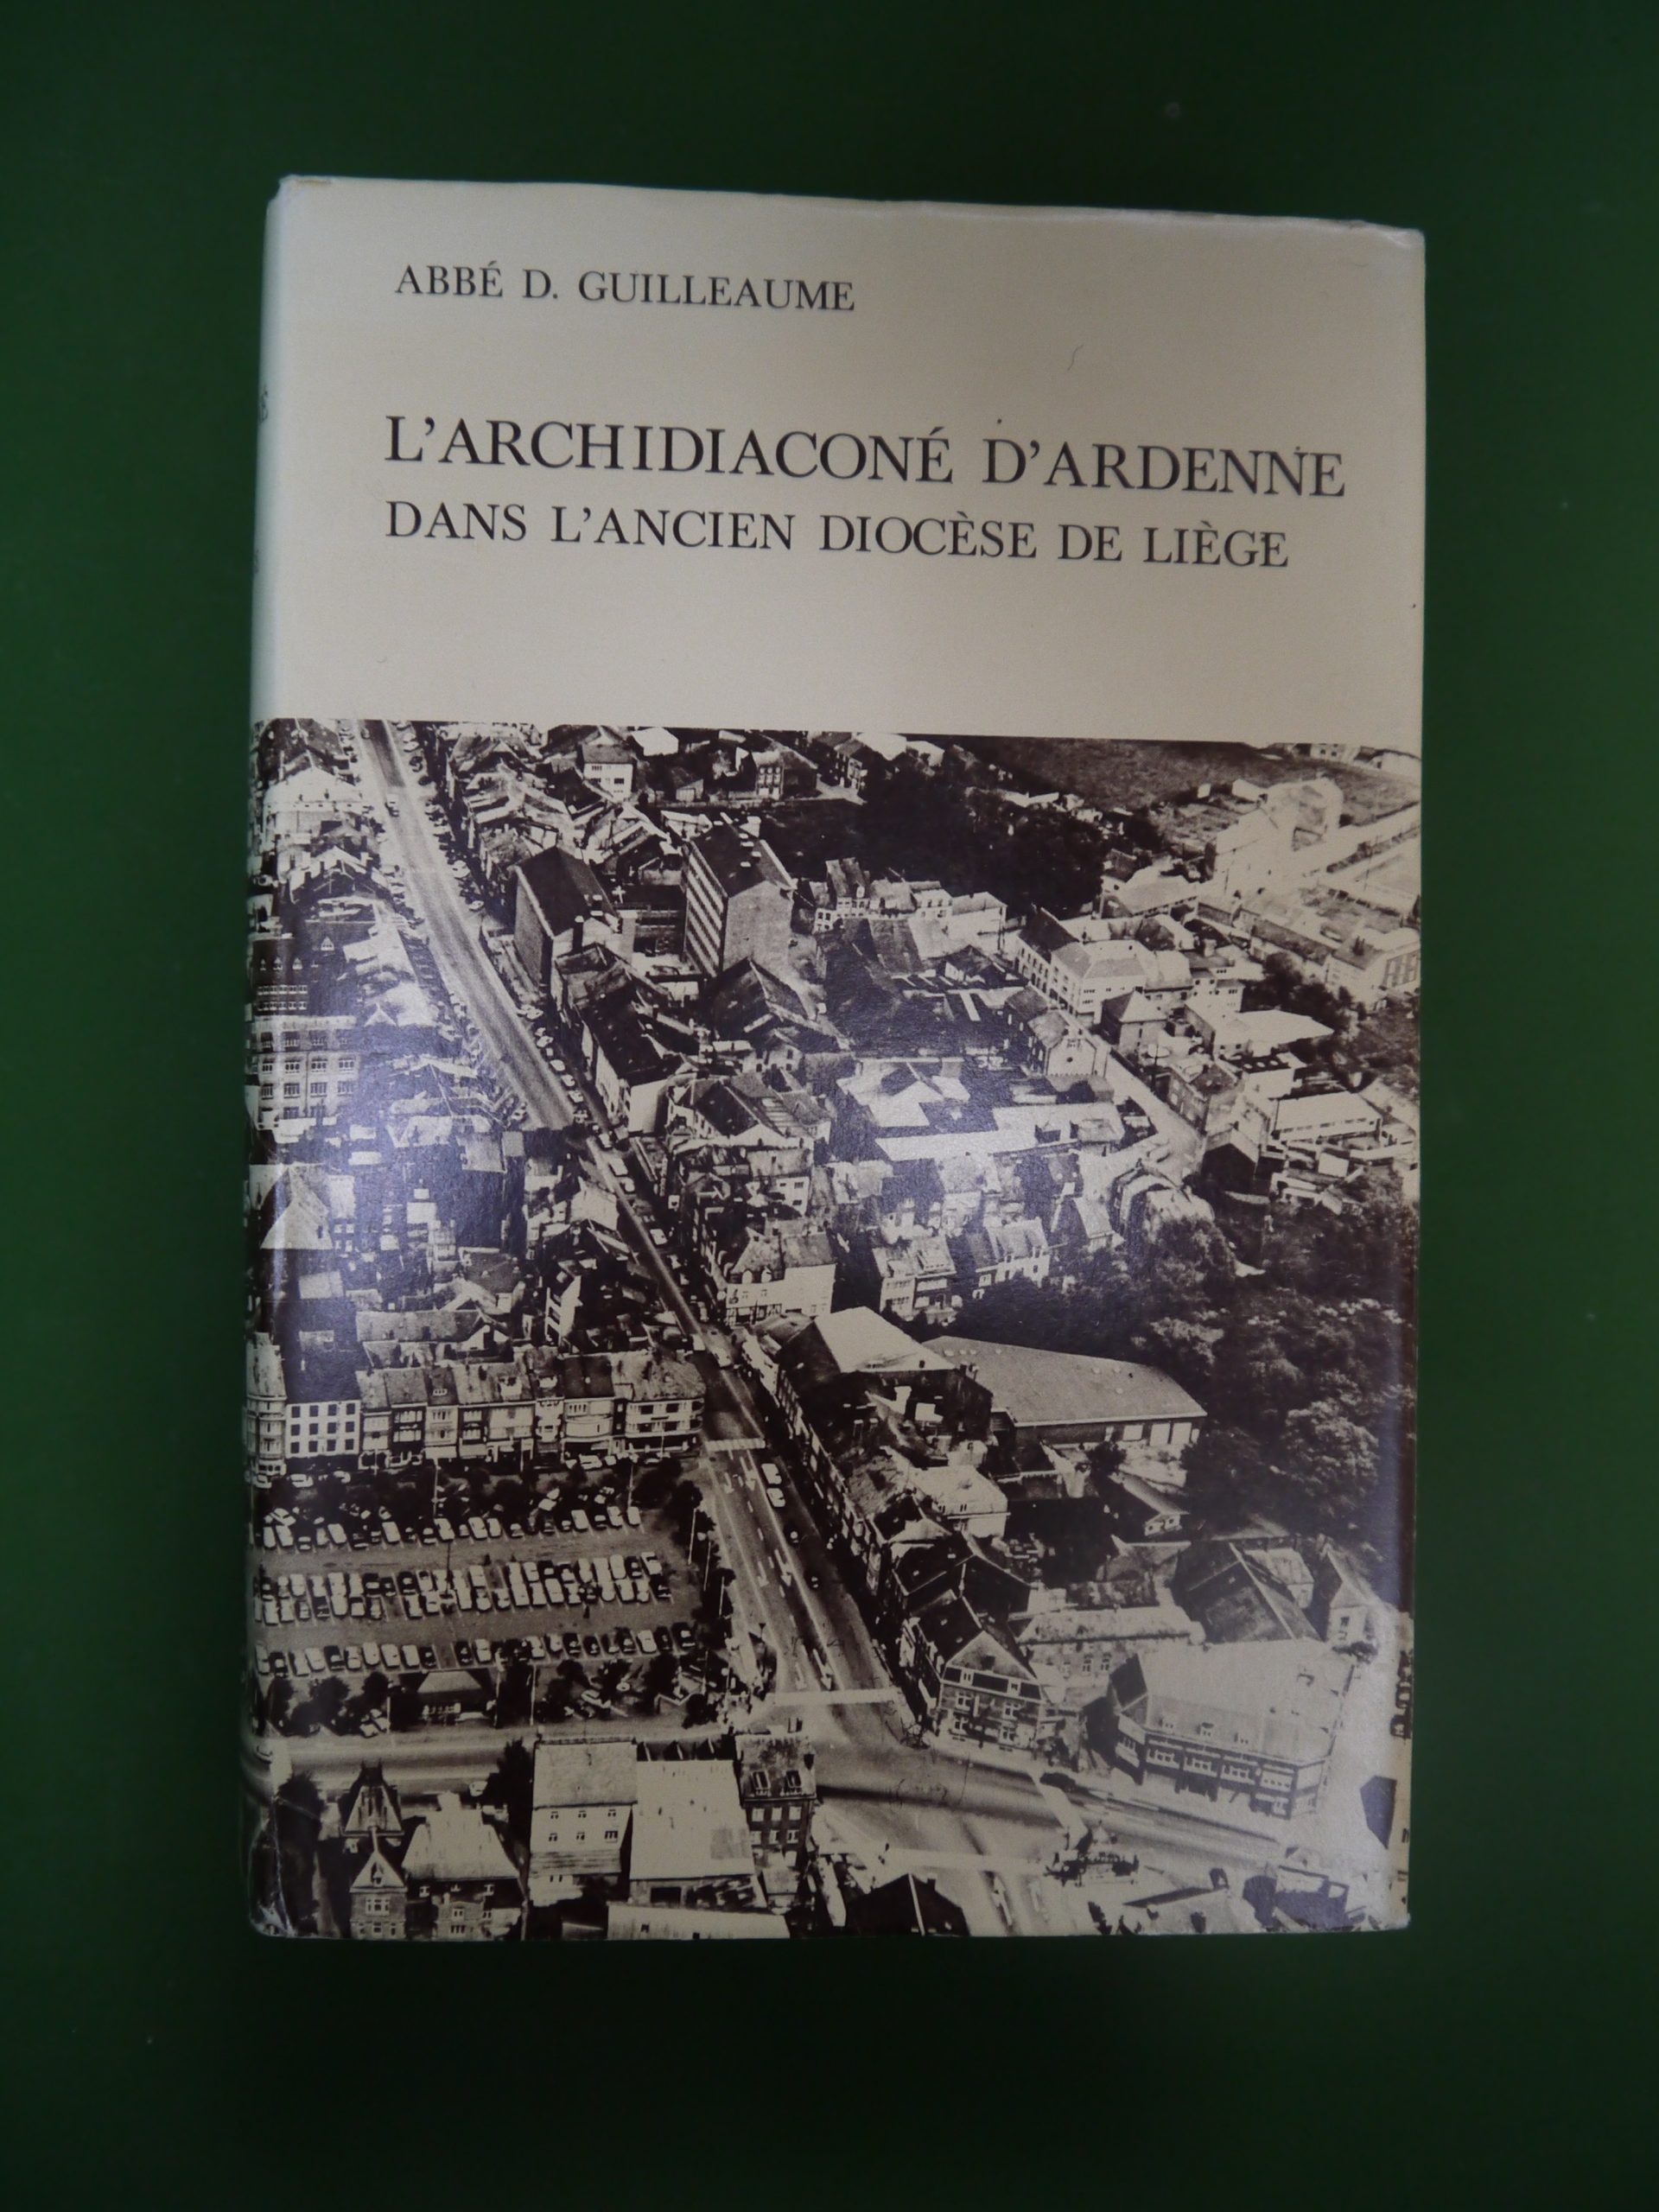 ABBÉ D. GUILLEAUME
L'ARCHIDIACONÉ D'ARDENNE
DANS L'ANCIEN DIOCÈSE DE LIÈGE